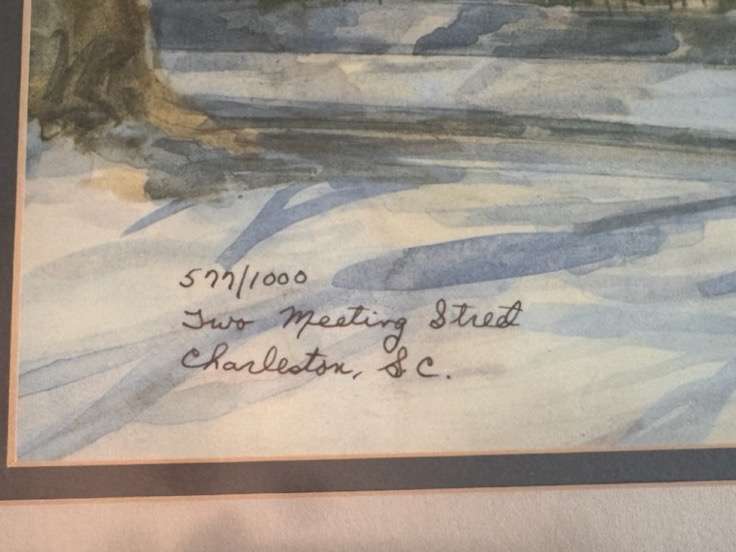 577/1000
Two Meeting Street
Charleston, S.C.